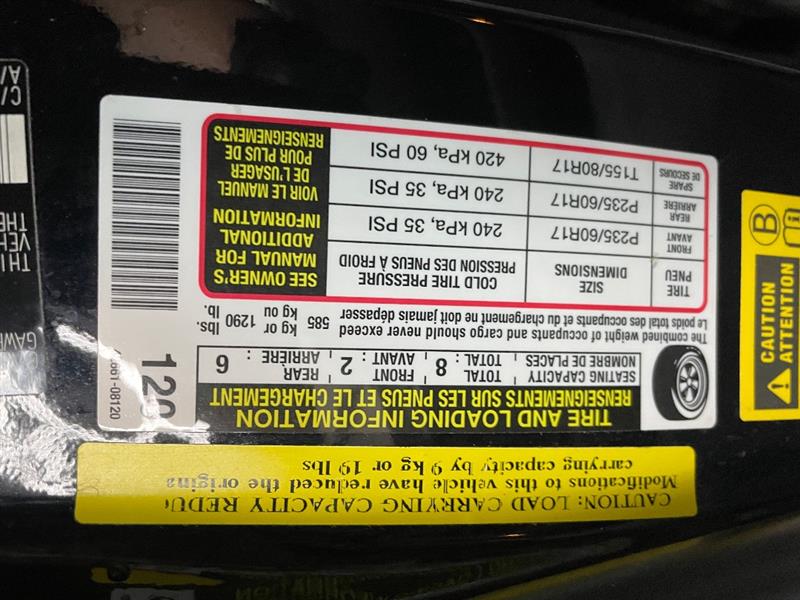 CAUTION: LOAD CARRYING CAPACITY
Modifications to this vehicle have reduced the
carrying capacity by 9 kg or 19 lbs
TIRE AND LOADING INFORMATION
RENSEIGNEMENTS SUR LES PNEUS ET LE CHARGEMENT
SEATING CAPACITY TOTAL : 8 FRONT : 2 REAR : 6
NOMBRE DE PLACES TOTAL AVANT ARRIÈRE
The combined weight of occupants and cargo should never exceed 585 kg or 1290 lbs.
Le poids total des occupants et du chargement ne doit jamais dépasser kg ou lb.
TIRE SIZE COLD TIRE PRESSURE
PNEU DIMENSIONS PRESSION DES PNEUS À FROID
FRONT P235/60R17 240 kPa, 35 PSI
AVANT
REAR P235/60R17 240 kPa, 35 PSI
ARRIÈRE
SPARE T155/80R17 420 kPa, 60 PSI
DE SECOURS
SEE OWNER'S
MANUAL FOR
ADDITIONAL
INFORMATION
VOIR LE MANUEL
DE L'USAGER
POUR PLUS DE
RENSEIGNEMENTS
CAUTION
ATTENTION
B
THE